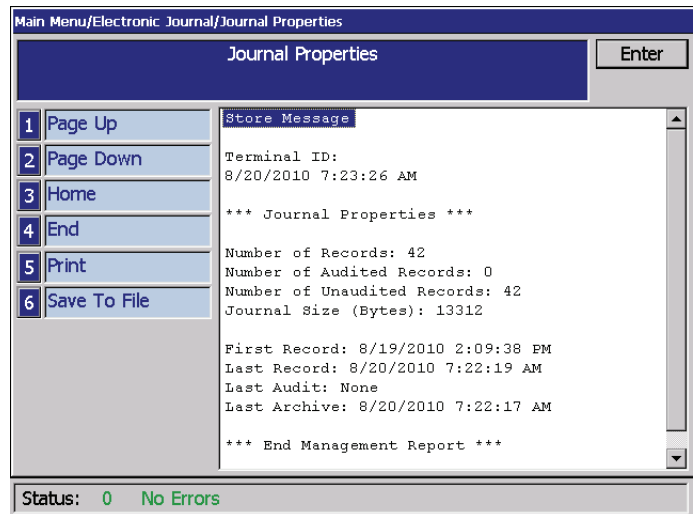 Main Menu/Electronic Journal/Journal Properties
Journal Properties
Enter
1 Page Up
2 Page Down
3 Home
4 End
5 Print
6 Save To File
Store Message
Terminal ID:
8/20/2010 7:23:26 AM
*** Journal Properties ***
Number of Records: 42
Number of Audited Records: 0
Number of Unaudited Records: 42
Journal Size (Bytes): 13312
First Record: 8/19/2010 2:09:38 PM
Last Record: 8/20/2010 7:22:19 AM
Last Audit: None
Last Archive: 8/20/2010 7:22:17 AM
*** End Management Report ***
Status: 0 No Errors